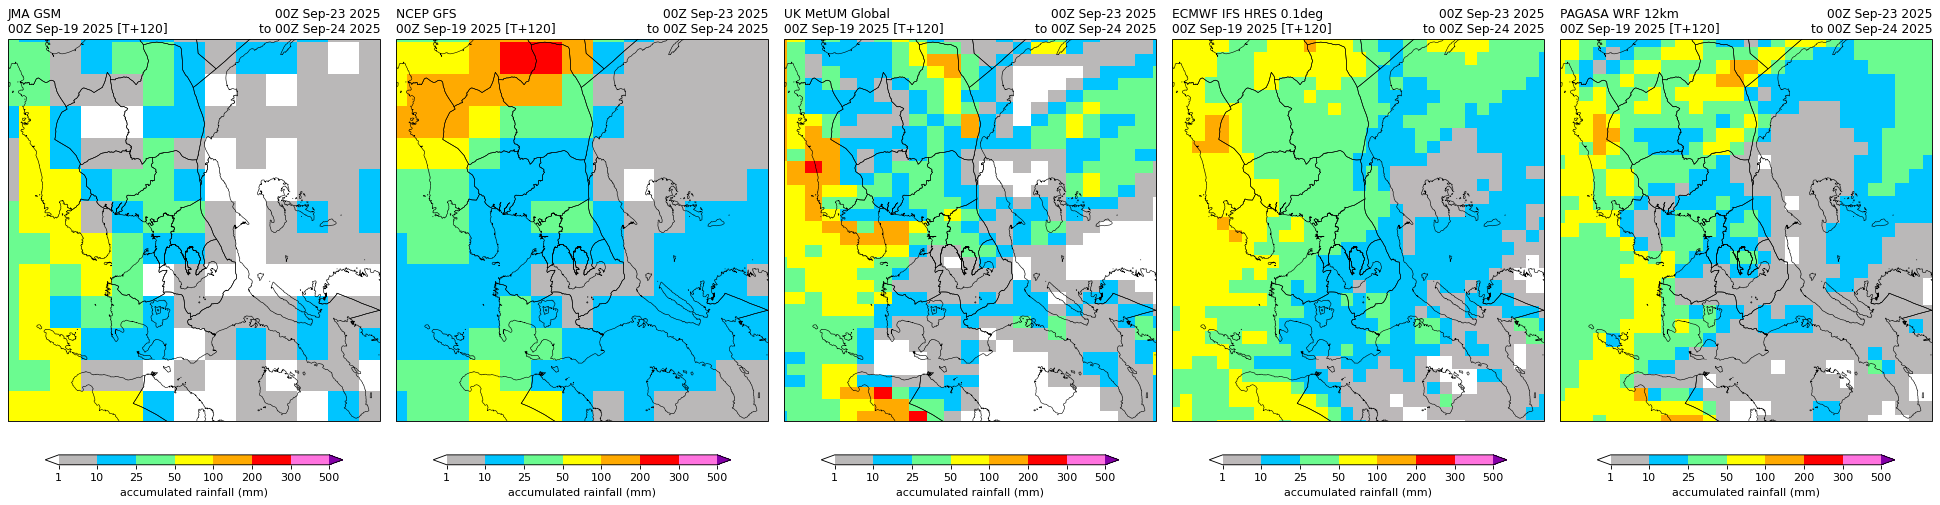 JMA GSM 00Z Sep-23 2025
00Z Sep-19 2025 [T+120] to 00Z Sep-24 2025
1 10 25 50 100 200 300 500
accumulated rainfall (mm)
NCEP GFS 00Z Sep-23 2025
00Z Sep-19 2025 [T+120] to 00Z Sep-24 2025
1 10 25 50 100 200 300 500
accumulated rainfall (mm)
UK MetUM Global 00Z Sep-23 2025
00Z Sep-19 2025 [T+120] to 00Z Sep-24 2025
1 10 25 50 100 200 300 500
accumulated rainfall (mm)
ECMWF IFS HRES 0.1deg 00Z Sep-23 2025
00Z Sep-19 2025 [T+120] to 00Z Sep-24 2025
1 10 25 50 100 200 300 500
accumulated rainfall (mm)
PAGASA WRF 12km 00Z Sep-23 2025
00Z Sep-19 2025 [T+120] to 00Z Sep-24 2025
1 10 25 50 100 200 300 500
accumulated rainfall (mm)